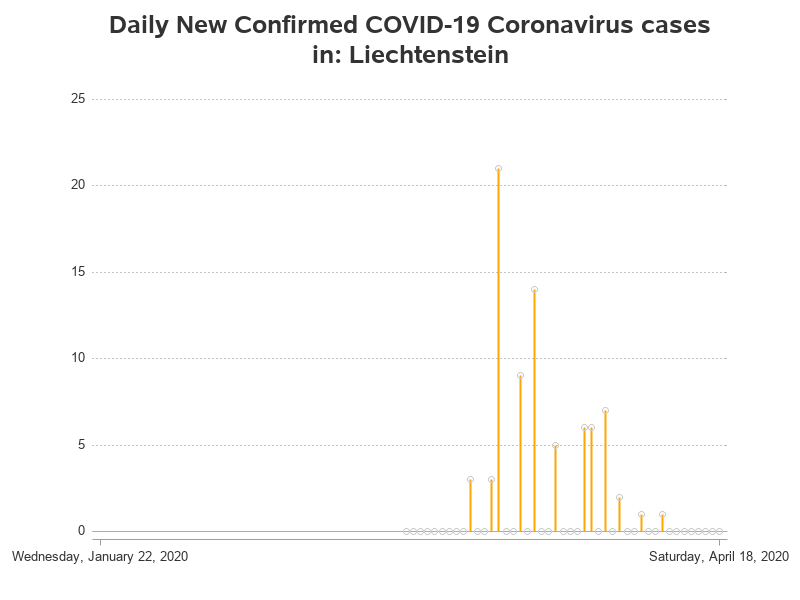 Daily New Confirmed COVID-19 Coronavirus cases
in: Liechtenstein
25
20
15
10
5
0
Wednesday, January 22, 2020
Saturday, April 18, 2020